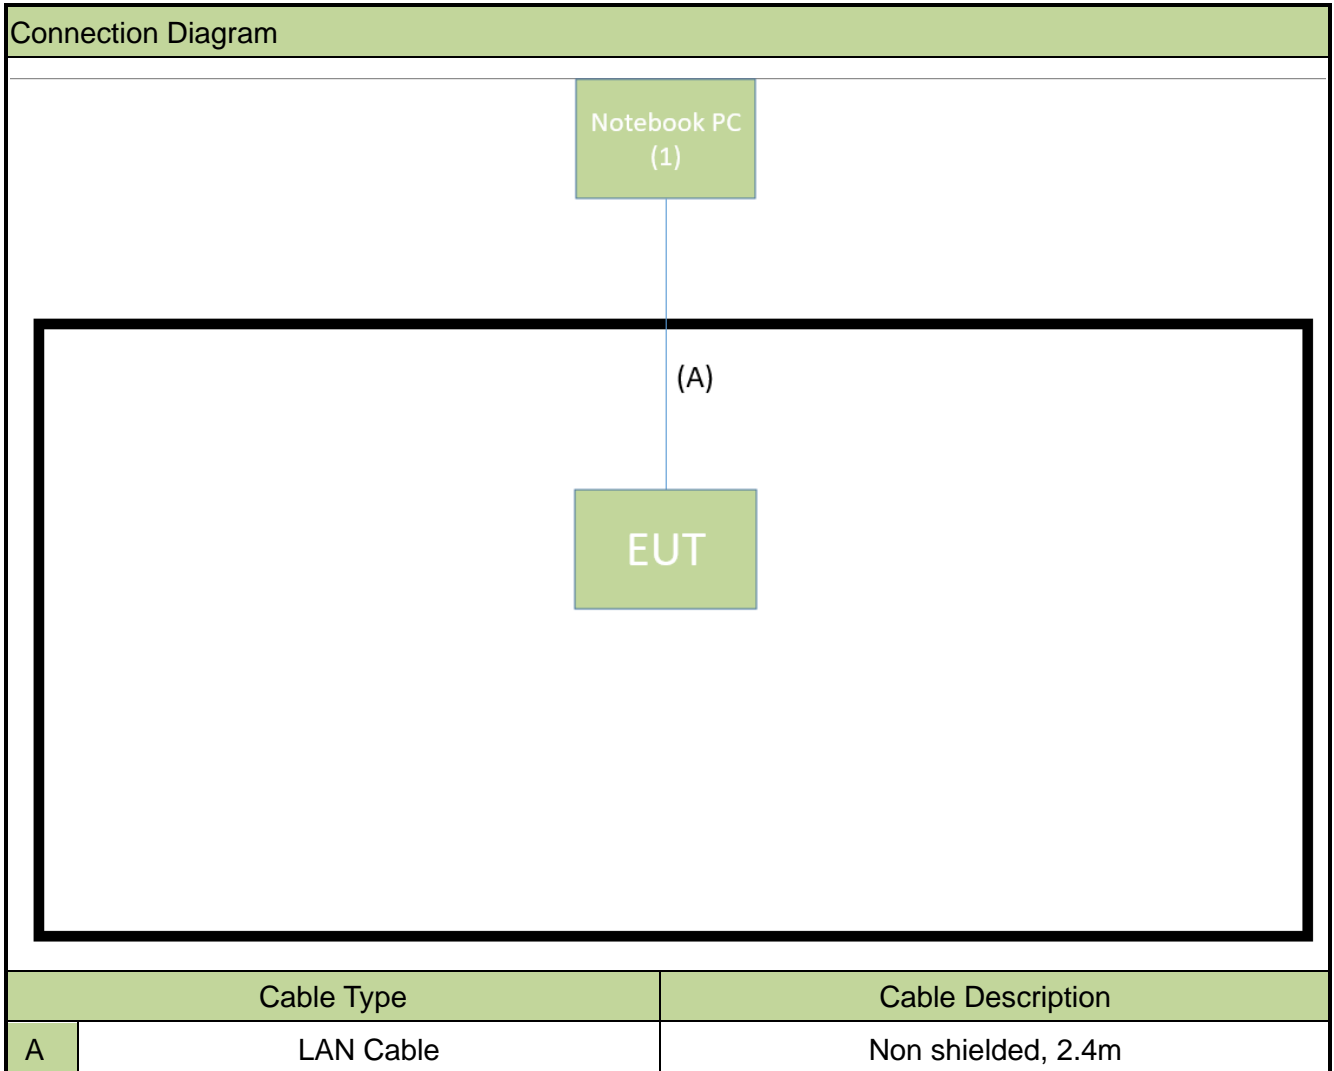 Connection Diagram
Notebook PC
(1)
(A)
EUT
Cable Type Cable Description
A LAN Cable Non shielded, 2.4m